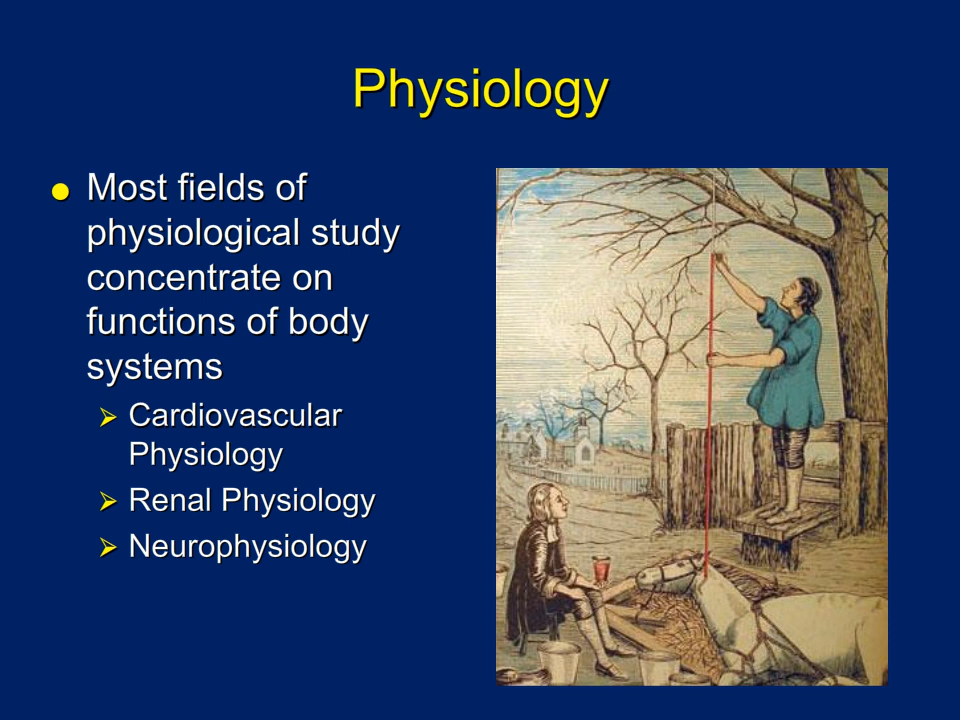 Physiology
Most fields of
physiological study
concentrate on
functions of body
systems
Cardiovascular
Physiology
Renal Physiology
Neurophysiology